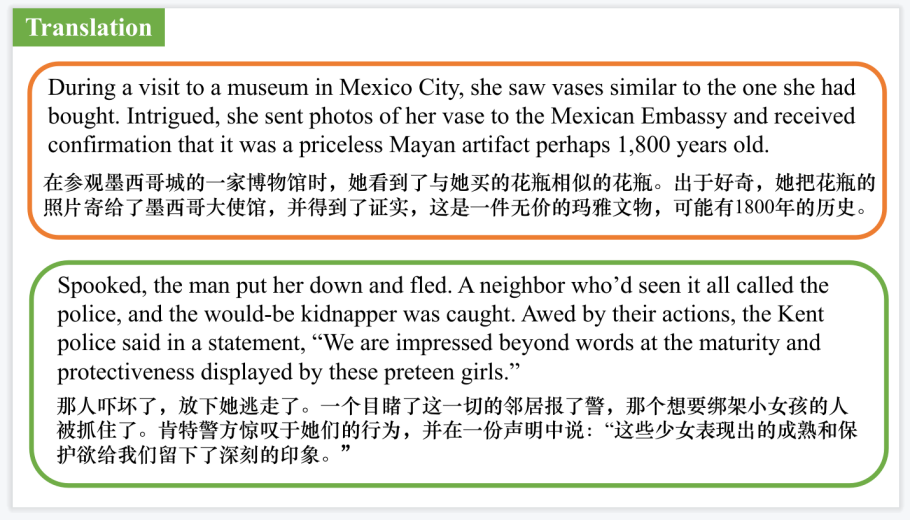 Translation
During a visit to a museum in Mexico City, she saw vases similar to the one she had
bought. Intrigued, she sent photos of her vase to the Mexican Embassy and received
confirmation that it was a priceless Mayan artifact perhaps 1,800 years old.
在参观墨西哥城的一家博物馆时，她看到了与她买的花瓶相似的花瓶。出于好奇，她把花瓶的
照片寄给了墨西哥大使馆，并得到了证实，这是一件无价的玛雅文物，可能有1800年的历史。
Spooked, the man put her down and fled. A neighbor who’d seen it all called the
police, and the would-be kidnapper was caught. Awed by their actions, the Kent
police said in a statement, “We are impressed beyond words at the maturity and
protectiveness displayed by these preteen girls.”
那人吓坏了，放下她逃走了。一个目睹了这一切的邻居报了警，那个想要绑架小女孩的人
被抓住了。肯特警方惊叹于她们的行为，并在一份声明中说：“这些少女表现出的成熟和保
护欲给我们留下了深刻的印象。”